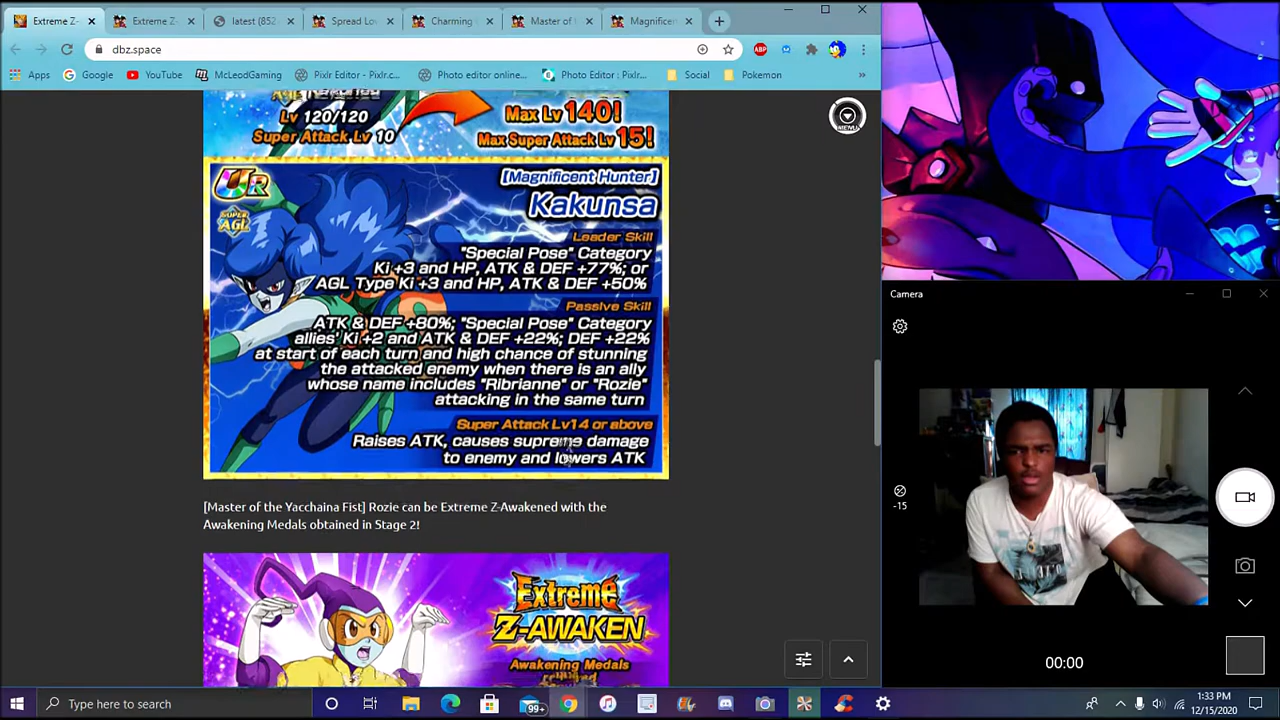 Extreme Z-
Extreme Z-
latest (852
Spread Lo
Charming
Master of
Magnificen
dbz.space
ABP
Apps
Google
YouTube
McLeodGaming
Pixlr Editor - Pixlr.c...
Photo editor online...
Photo Editor : Pixlr...
Social
Pokemon
»
MENU
Lv 120/120
Super Attack Lv 10
Max Lv 140!
Max Super Attack Lv 15!
UR
SUPER AGL
[Magnificent Hunter]
Kakunsa
Leader Skill
"Special Pose" Category
Ki +3 and HP, ATK & DEF +77%; or
AGL Type Ki +3 and HP, ATK & DEF +50%
Passive Skill
ATK & DEF +80%; "Special Pose" Category
allies' Ki +2 and ATK & DEF +22%; DEF +22%
at start of each turn and high chance of stunning
the attacked enemy when there is an ally
whose name includes "Ribrianne" or "Rozie"
attacking in the same turn
Super Attack Lv14 or above
Raises ATK, causes supreme damage
to enemy and lowers ATK
[Master of the Yacchaina Fist] Rozie can be Extreme Z-Awakened with the
Awakening Medals obtained in Stage 2!
Extreme
Z-AWAKEN
Awakening Medals
Camera
-15
00:00
Type here to search
99+
1:33 PM
12/15/2020